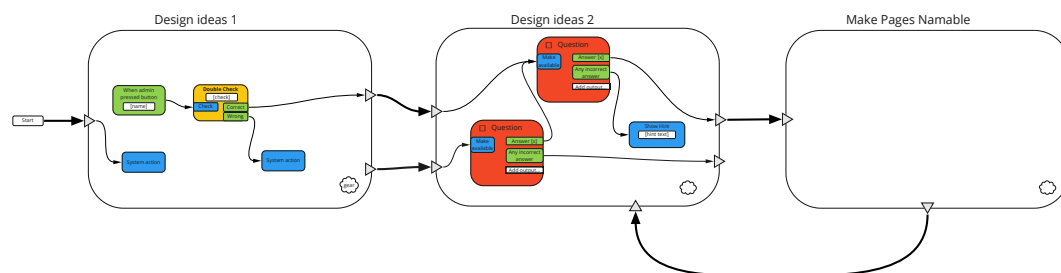 Design ideas 1
Design ideas 2
Make Pages Namable
Start
When admin
pressed button
[name]
Double Check
[check]
Check
Correct
Wrong
System action
System action
gear
Question
Make
available
Answer [x]
Any incorrect
answer
Add output...
Question
Make
available
Answer [x]
Any incorrect
answer
Add output...
Show Hint
[hint text]